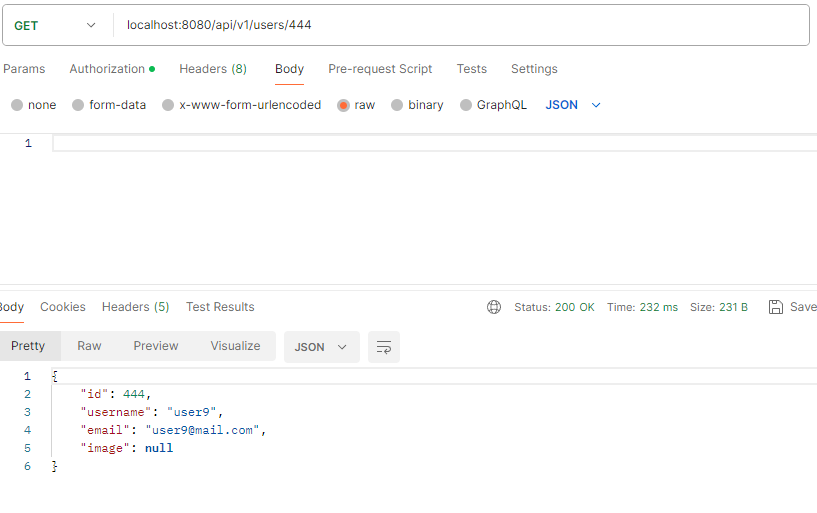 GET localhost:8080/api/v1/users/444
Params Authorization Headers (8) Body Pre-request Script Tests Settings
none form-data x-www-form-urlencoded raw binary GraphQL JSON
1
Body Cookies Headers (5) Test Results Status: 200 OK Time: 232 ms Size: 231 B Save
Pretty Raw Preview Visualize JSON
1 {
2 "id": 444,
3 "username": "user9",
4 "email": "user9@mail.com",
5 "image": null
6 }